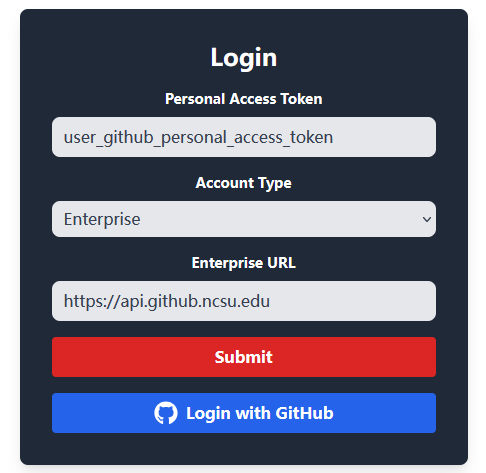 Login
Personal Access Token
user_github_personal_access_token
Account Type
Enterprise
Enterprise URL
https://api.github.ncsu.edu
Submit
Login with GitHub